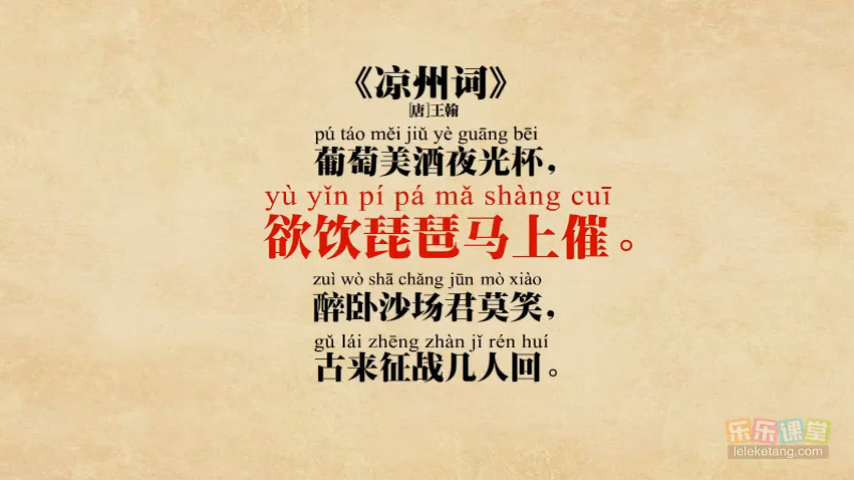 《凉州词》
[唐]王翰
pú táo měi jiǔ yè guāng bēi
葡萄美酒夜光杯，
yù yǐn pí pá mǎ shàng cuī
欲饮琵琶马上催。
zuì wò shā chǎng jūn mò xiào
醉卧沙场君莫笑，
gǔ lái zhēng zhàn jǐ rén huí
古来征战几人回。
乐乐课堂
leleketang.com